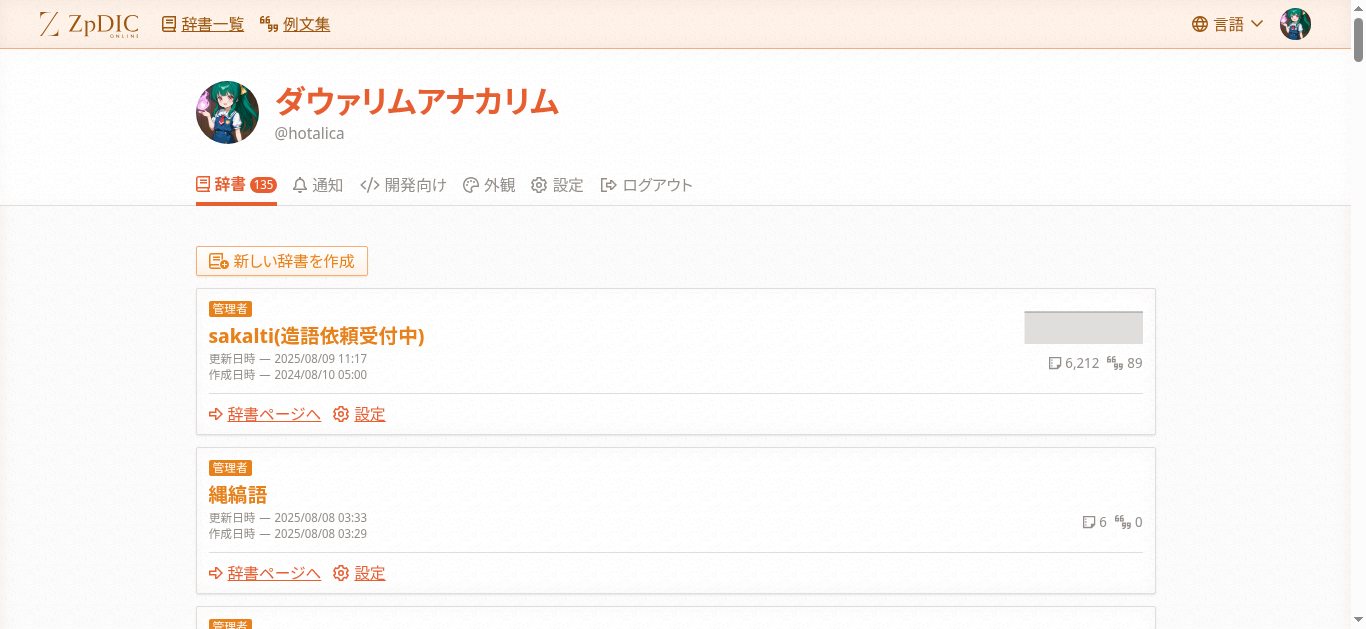 ZpDIC ONLINE 辞書一覧 例文集 言語
ダウァリムアナカリム
@hotalica
辞書 135 通知 開発向け 外観 設定 ログアウト
新しい辞書を作成
管理者
sakalti(造語依頼受付中)
更新日時 — 2025/08/09 11:17
作成日時 — 2024/08/10 05:00
6,212 89
辞書ページへ 設定
管理者
縄縞語
更新日時 — 2025/08/08 03:33
作成日時 — 2025/08/08 03:29
6 0
辞書ページへ 設定
管理者